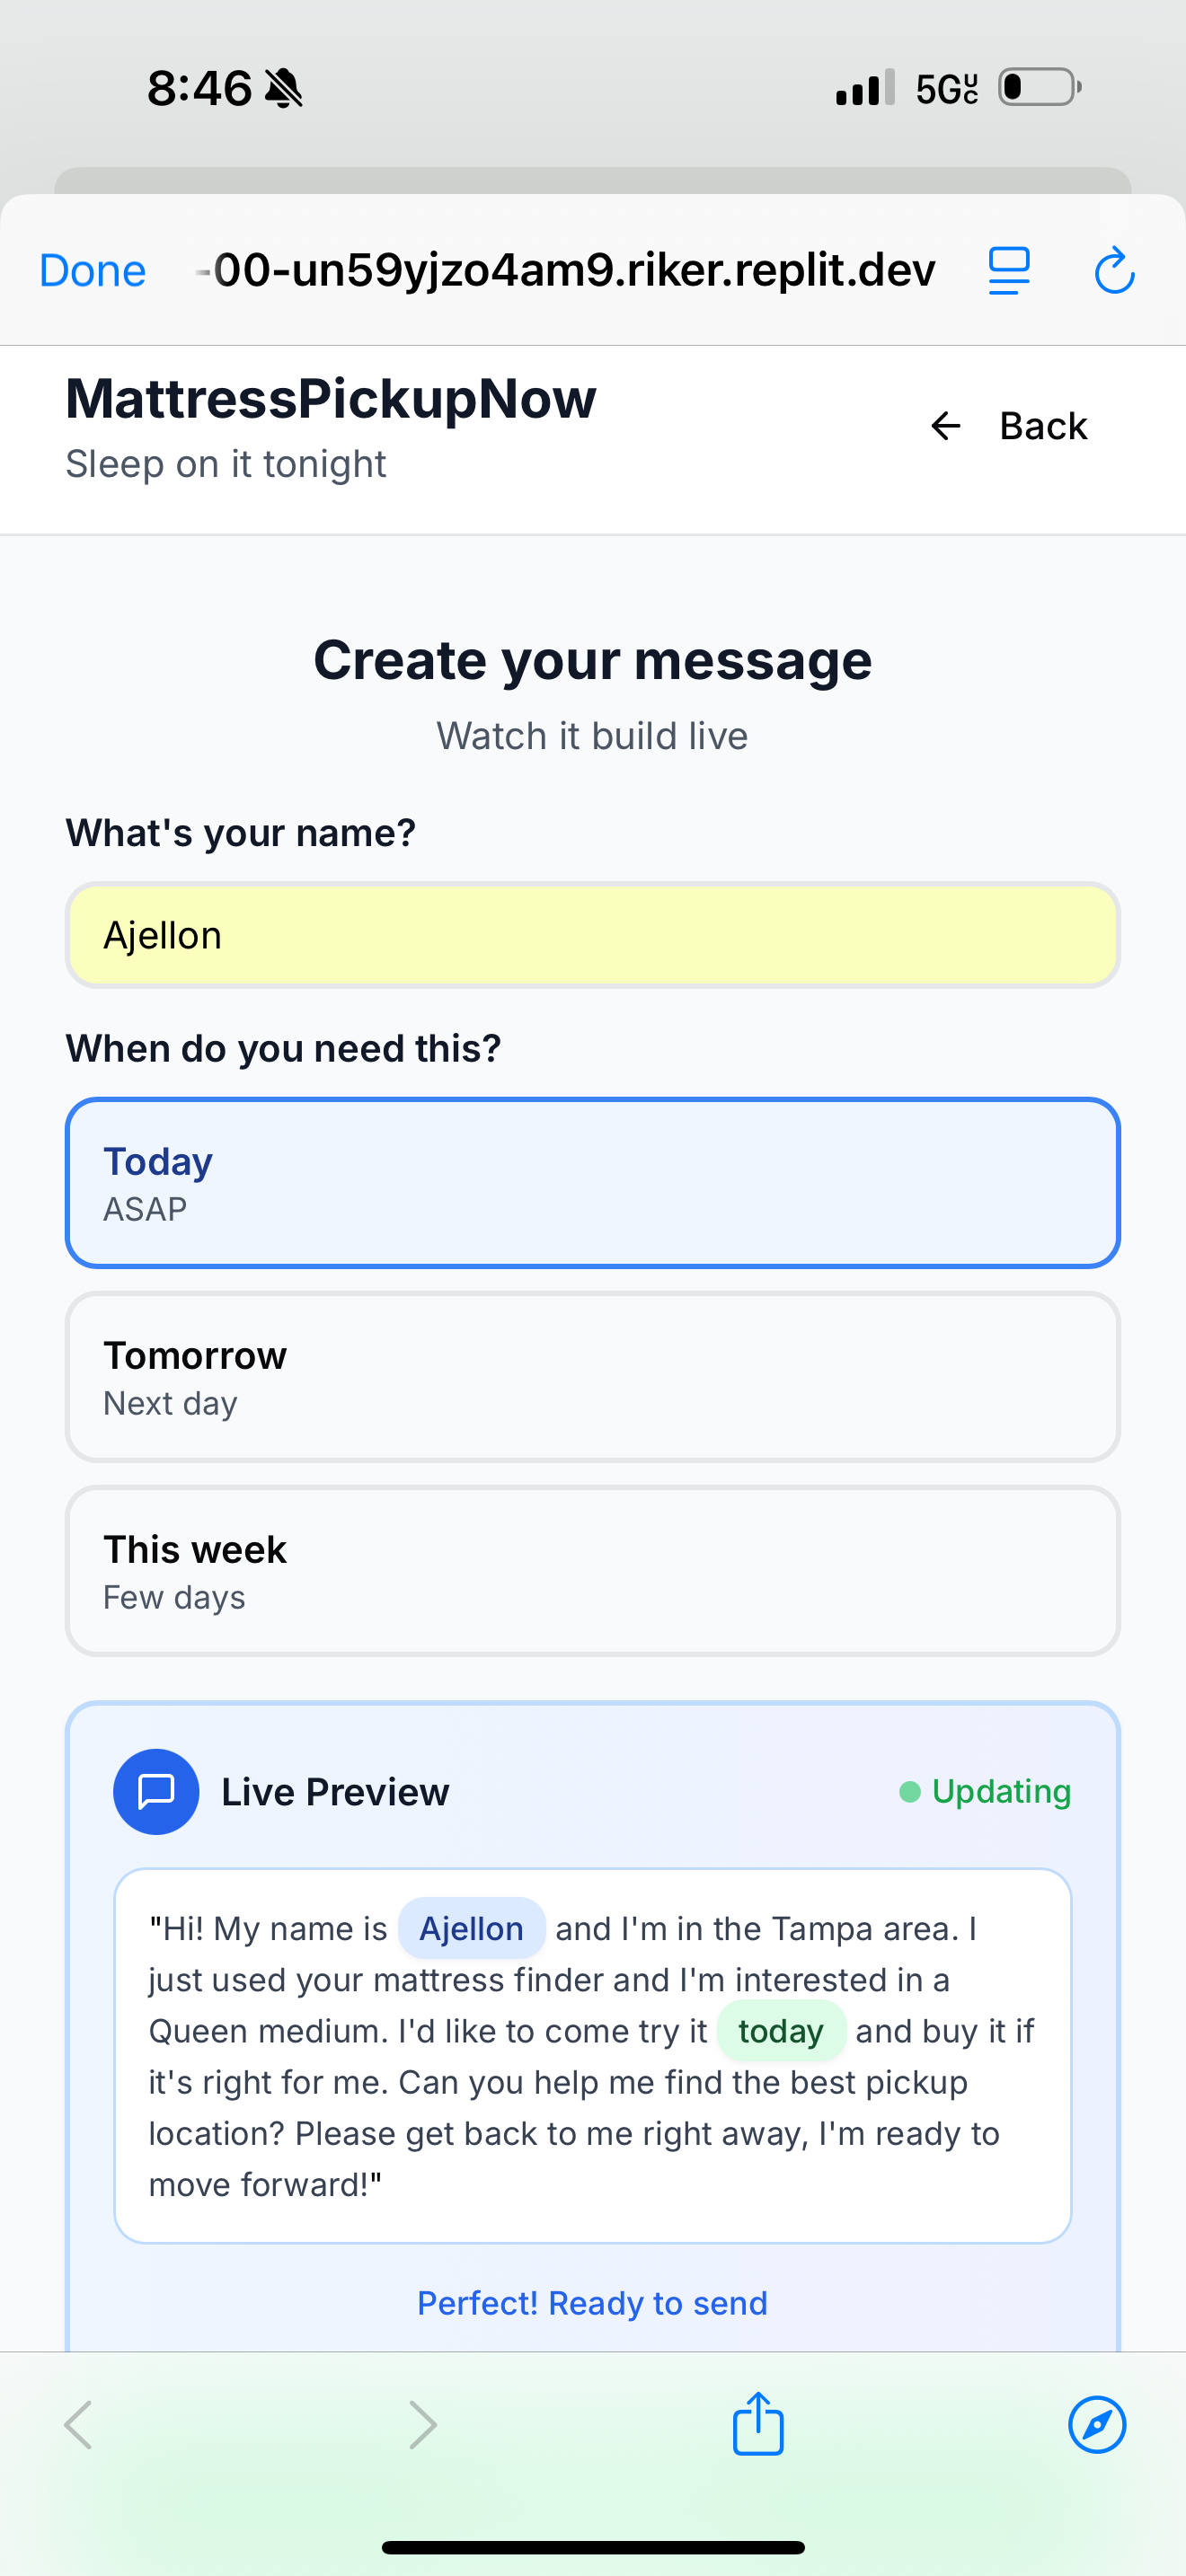 8:46
5G UC
Done
-00-un59yjzo4am9.riker.replit.dev
MattressPickupNow
Sleep on it tonight
Back
Create your message
Watch it build live
What's your name?
Ajellon
When do you need this?
Today
ASAP
Tomorrow
Next day
This week
Few days
Live Preview
Updating
"Hi! My name is Ajellon and I'm in the Tampa area. I
just used your mattress finder and I'm interested in a
Queen medium. I'd like to come try it today and buy it if
it's right for me. Can you help me find the best pickup
location? Please get back to me right away, I'm ready to
move forward!"
Perfect! Ready to send